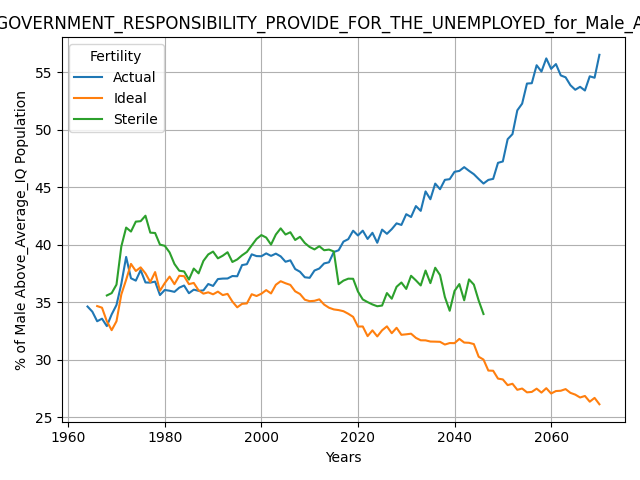 GOVERNMENT_RESPONSIBILITY_PROVIDE_FOR_THE_UNEMPLOYED_for_Male_A
Fertility
Actual
Ideal
Sterile
% of Male Above_Average_IQ Population
55
50
45
40
35
30
25
1960 1980 2000 2020 2040 2060
Years